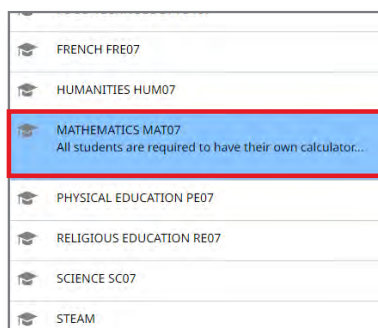 FRENCH FRE07
HUMANITIES HUM07
MATHEMATICS MAT07
All students are required to have their own calculator...
PHYSICAL EDUCATION PE07
RELIGIOUS EDUCATION RE07
SCIENCE SC07
STEAM